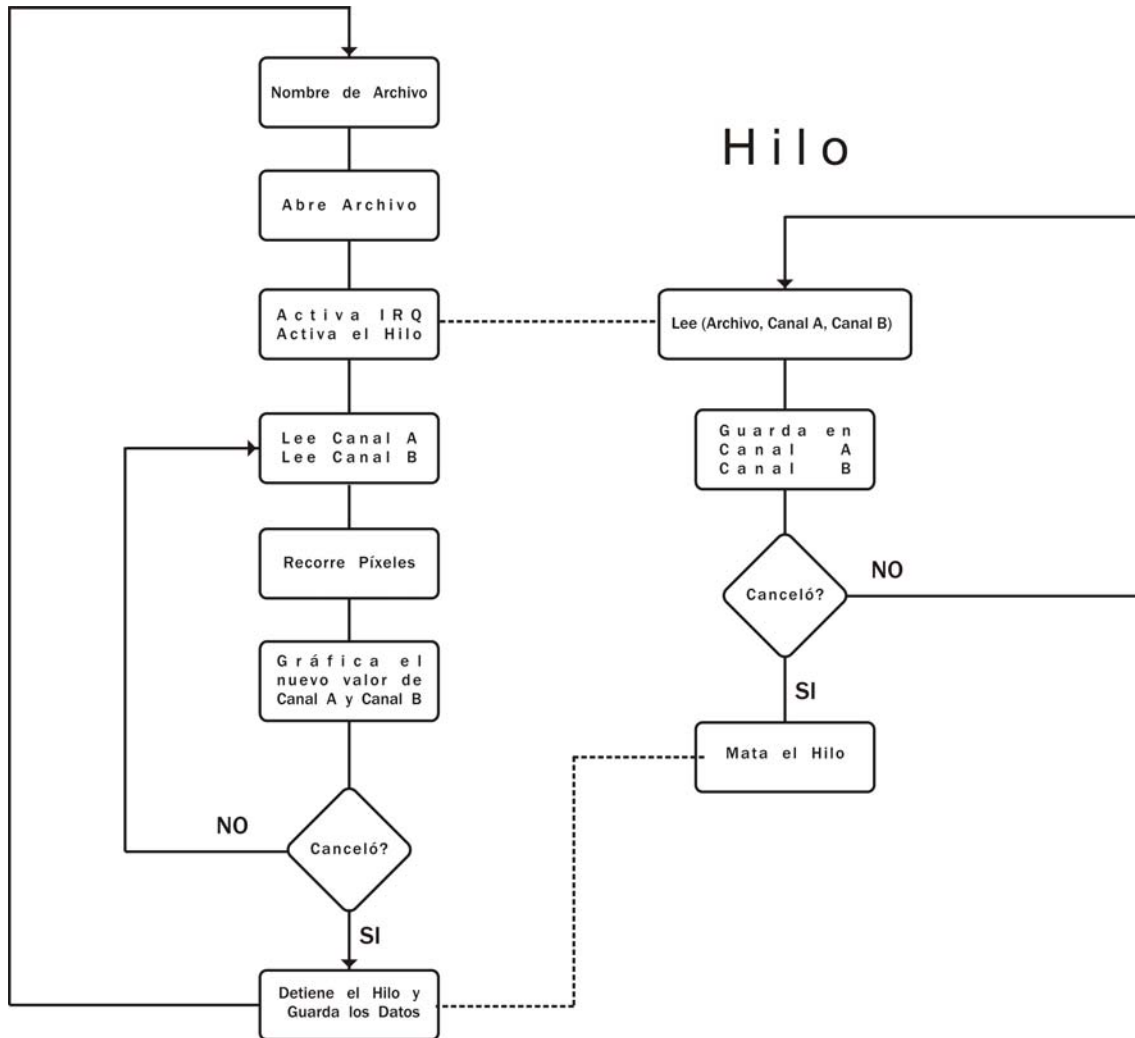 Nombre de Archivo
Abre Archivo
Activa IRQ
Activa el Hilo
Lee Canal A
Lee Canal B
Recorre Píxeles
Gráfica el
nuevo valor de
Canal A y Canal B
Canceló?
NO
SI
Detiene el Hilo y
Guarda los Datos
Hilo
Lee (Archivo, Canal A, Canal B)
Guarda en
Canal A
Canal B
Canceló?
NO
SI
Mata el Hilo